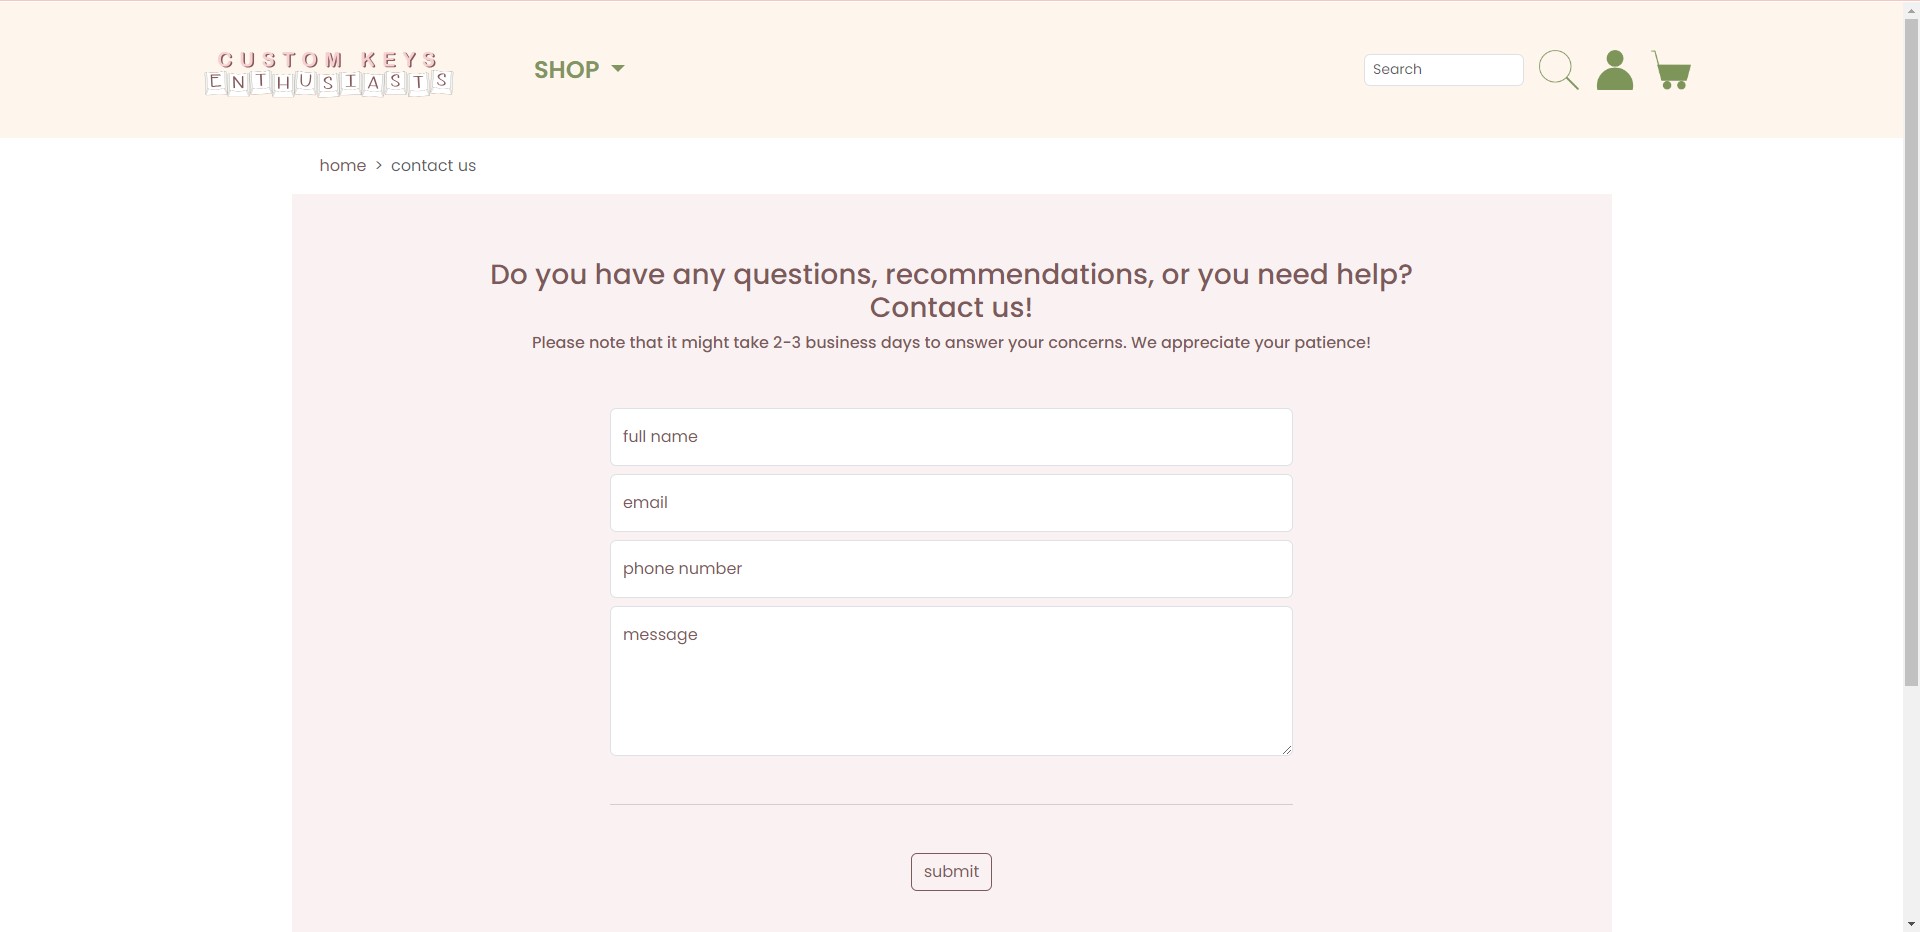 CUSTOM KEYS
ENTHUSIASTS
SHOP
Search
home > contact us
Do you have any questions, recommendations, or you need help?
Contact us!
Please note that it might take 2-3 business days to answer your concerns. We appreciate your patience!
full name
email
phone number
message
submit